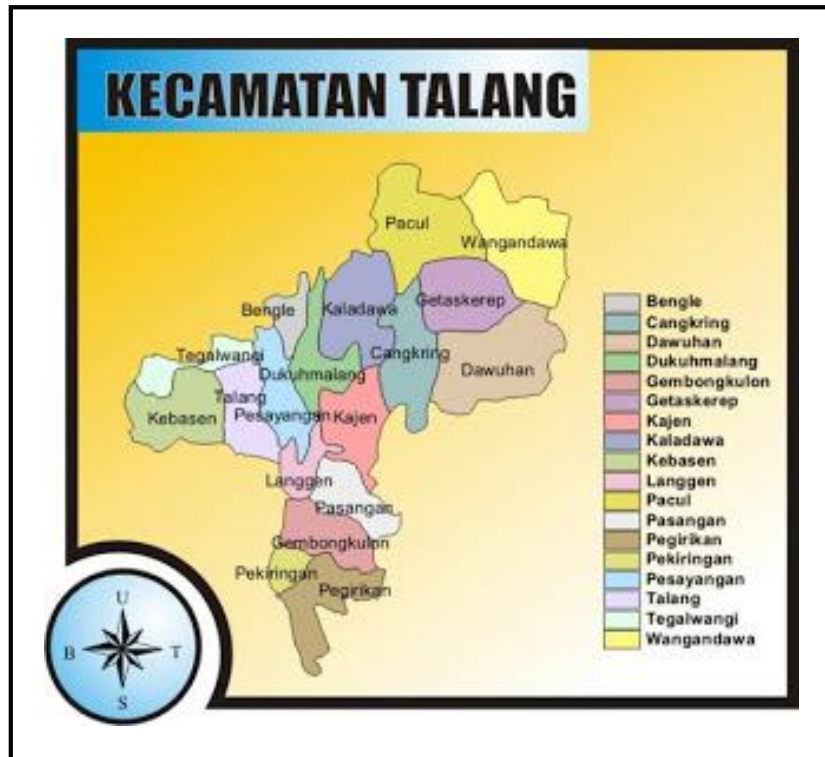 KECAMATAN TALANG
Pacul
Wangandawa
Bengle
Kaladawa
Getaskerep
Tegalwangi
Cangkring
Dukuhmalang
Dawuhan
Talang
Kebasen
Pesayangan
Kajen
Langgen
Pasangan
Gembongkulon
Pekiringan
Pegirikan
Bengle
Cangkring
Dawuhan
Dukuhmalang
Gembongkulon
Getaskerep
Kajen
Kaladawa
Kebasen
Langgen
Pacul
Pasangan
Pegirikan
Pekiringan
Pesayangan
Talang
Tegalwangi
Wangandawa
U
B T
S